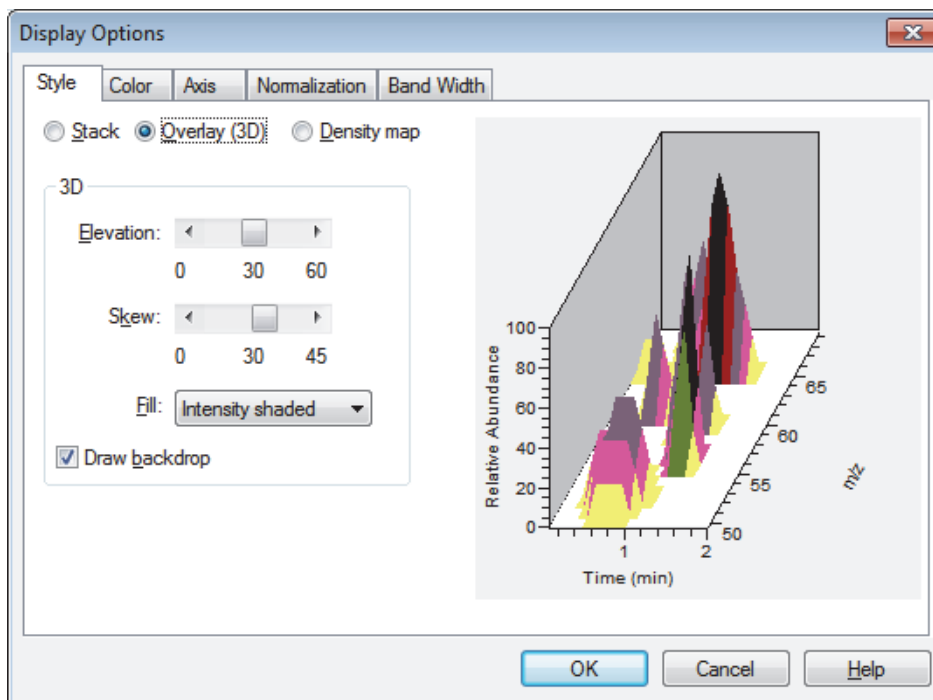 Display Options
Style Color Axis Normalization Band Width
Stack Overlay (3D) Density map
3D
Elevation:
0 30 60
Skew:
0 30 45
Fill: Intensity shaded
Draw backdrop
Relative Abundance
100
80
60
40
20
0
1 2
Time (min)
50
55
60
65
m/z
OK Cancel Help